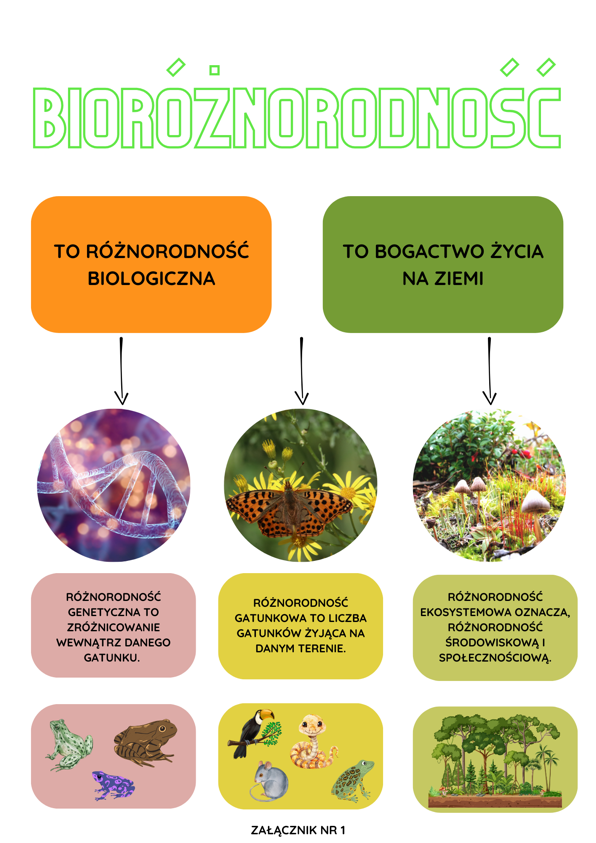 BIORÓŻNORODNOŚĆ
TO RÓŻNORODNOŚĆ
BIOLOGICZNA
TO BOGACTWO ŻYCIA
NA ZIEMI
RÓŻNORODNOŚĆ
GENETYCZNA TO
ZRÓŻNICOWANIE
WEWNĄTRZ DANEGO
GATUNKU.
RÓŻNORODNOŚĆ
GATUNKOWA TO LICZBA
GATUNKÓW ŻYJĄCA NA
DANYM TERENIE.
RÓŻNORODNOŚĆ
EKOSYSTEMOWA OZNACZA,
RÓŻNORODNOŚĆ
ŚRODOWISKOWĄ I
SPOŁECZNOŚCIOWĄ.
ZAŁĄCZNIK NR 1